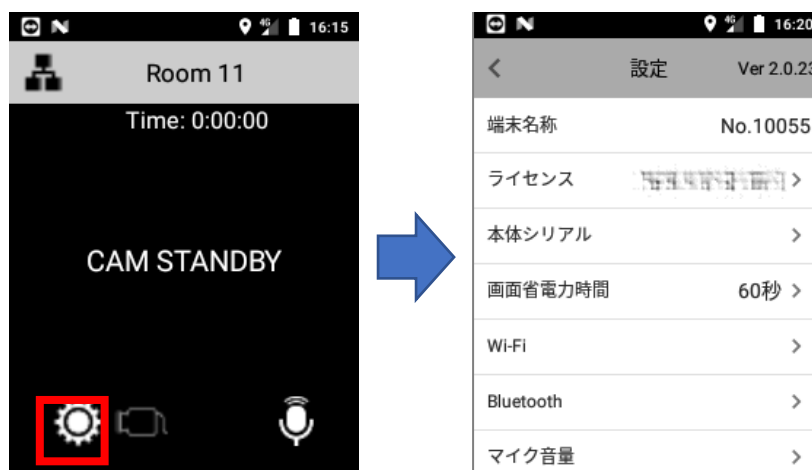 16:15
Room 11
Time: 0:00:00
CAM STANDBY
16:20
設定 Ver 2.0.23
端末名称 No.10055
ライセンス
本体シリアル
画面省電力時間 60秒
Wi-Fi
Bluetooth
マイク音量